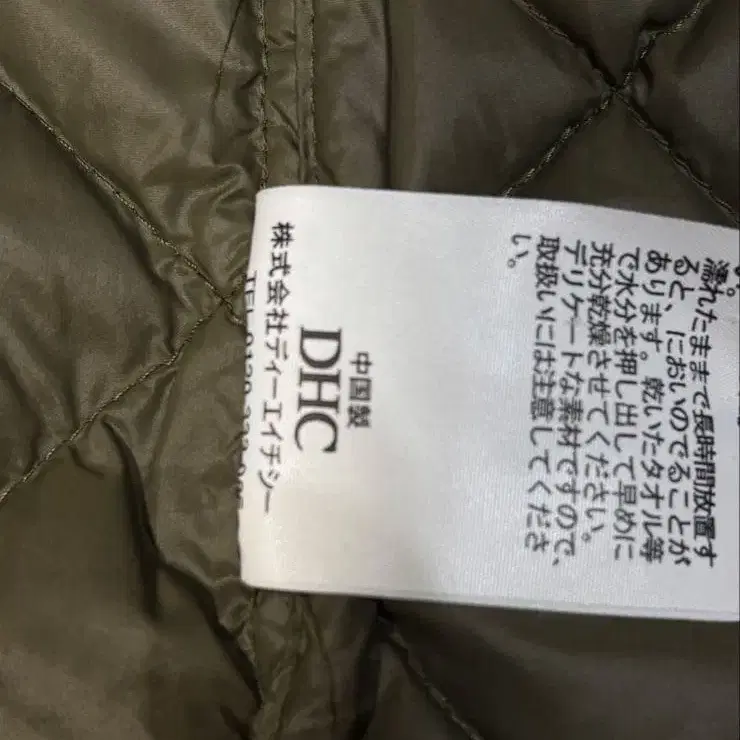 濡れたままで長時間放置す
ると、においのでることが
あります。乾いたタオル等
で水分を押し出して早めに
充分乾燥させてください。
デリケートな素材ですので、
取扱いには注意してくださ
い。
中国製
DHC
株式会社ディーエイチシー
TEL